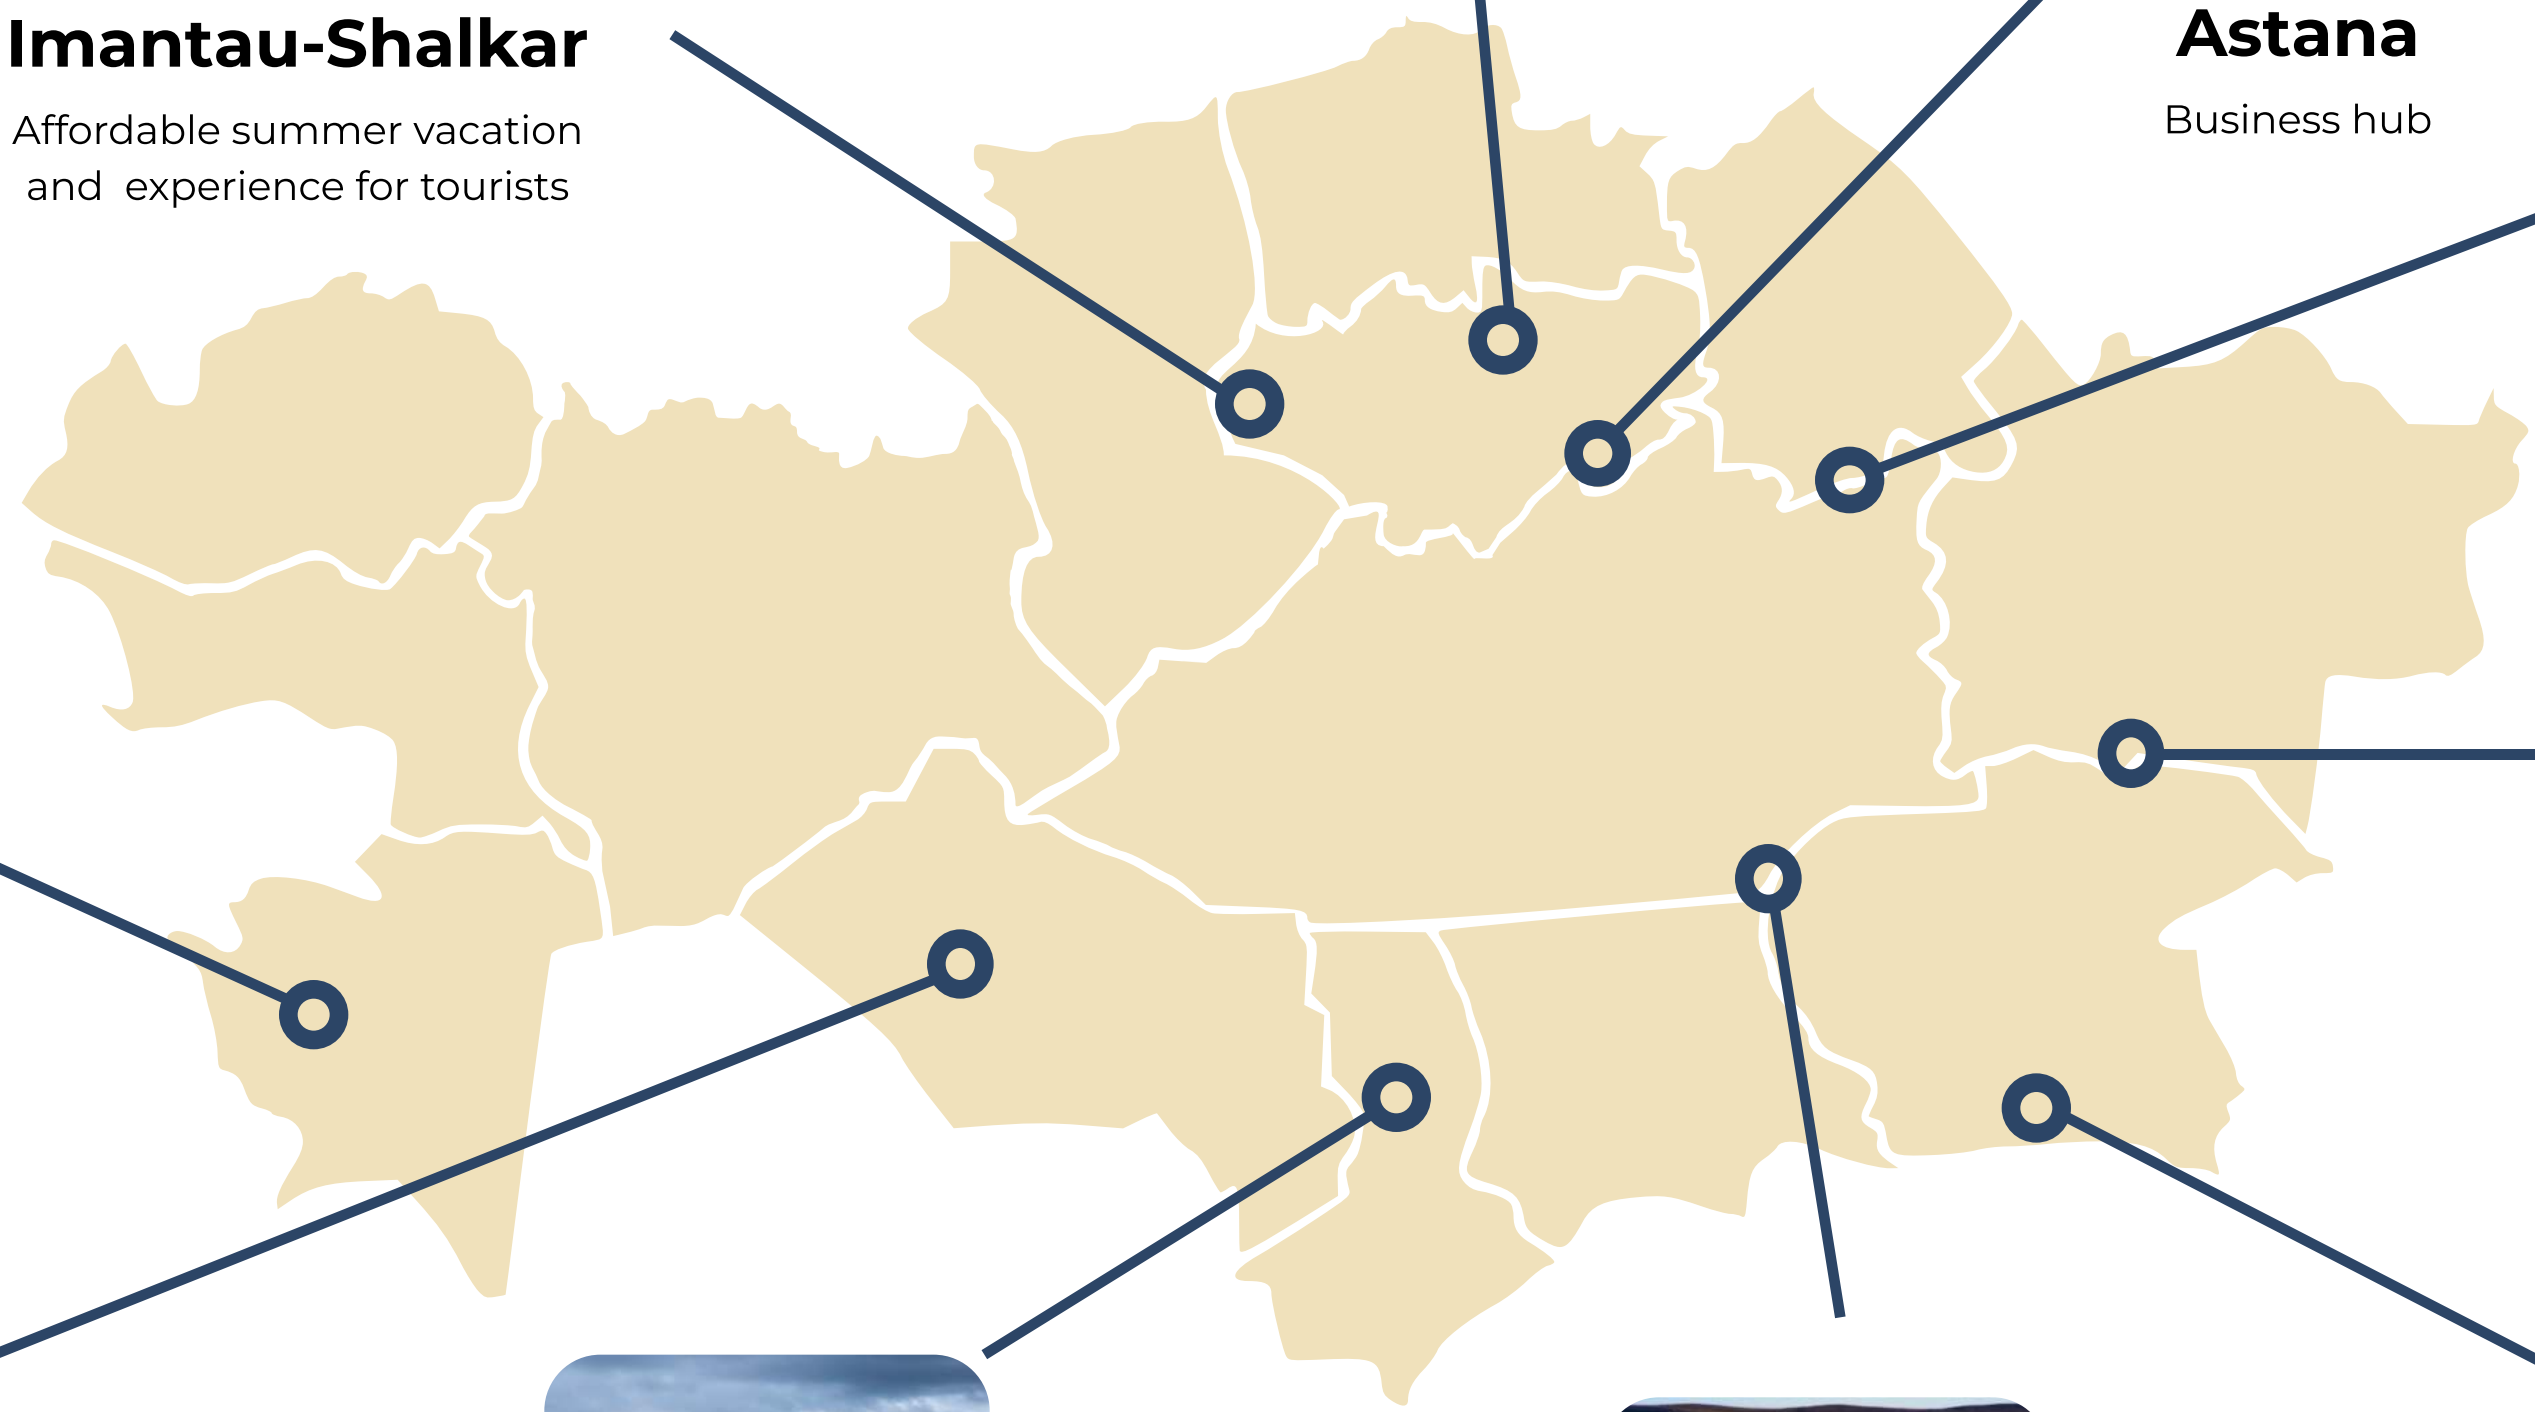 Imantau-Shalkar
Affordable summer vacation
and experience for tourists
Astana
Business hub